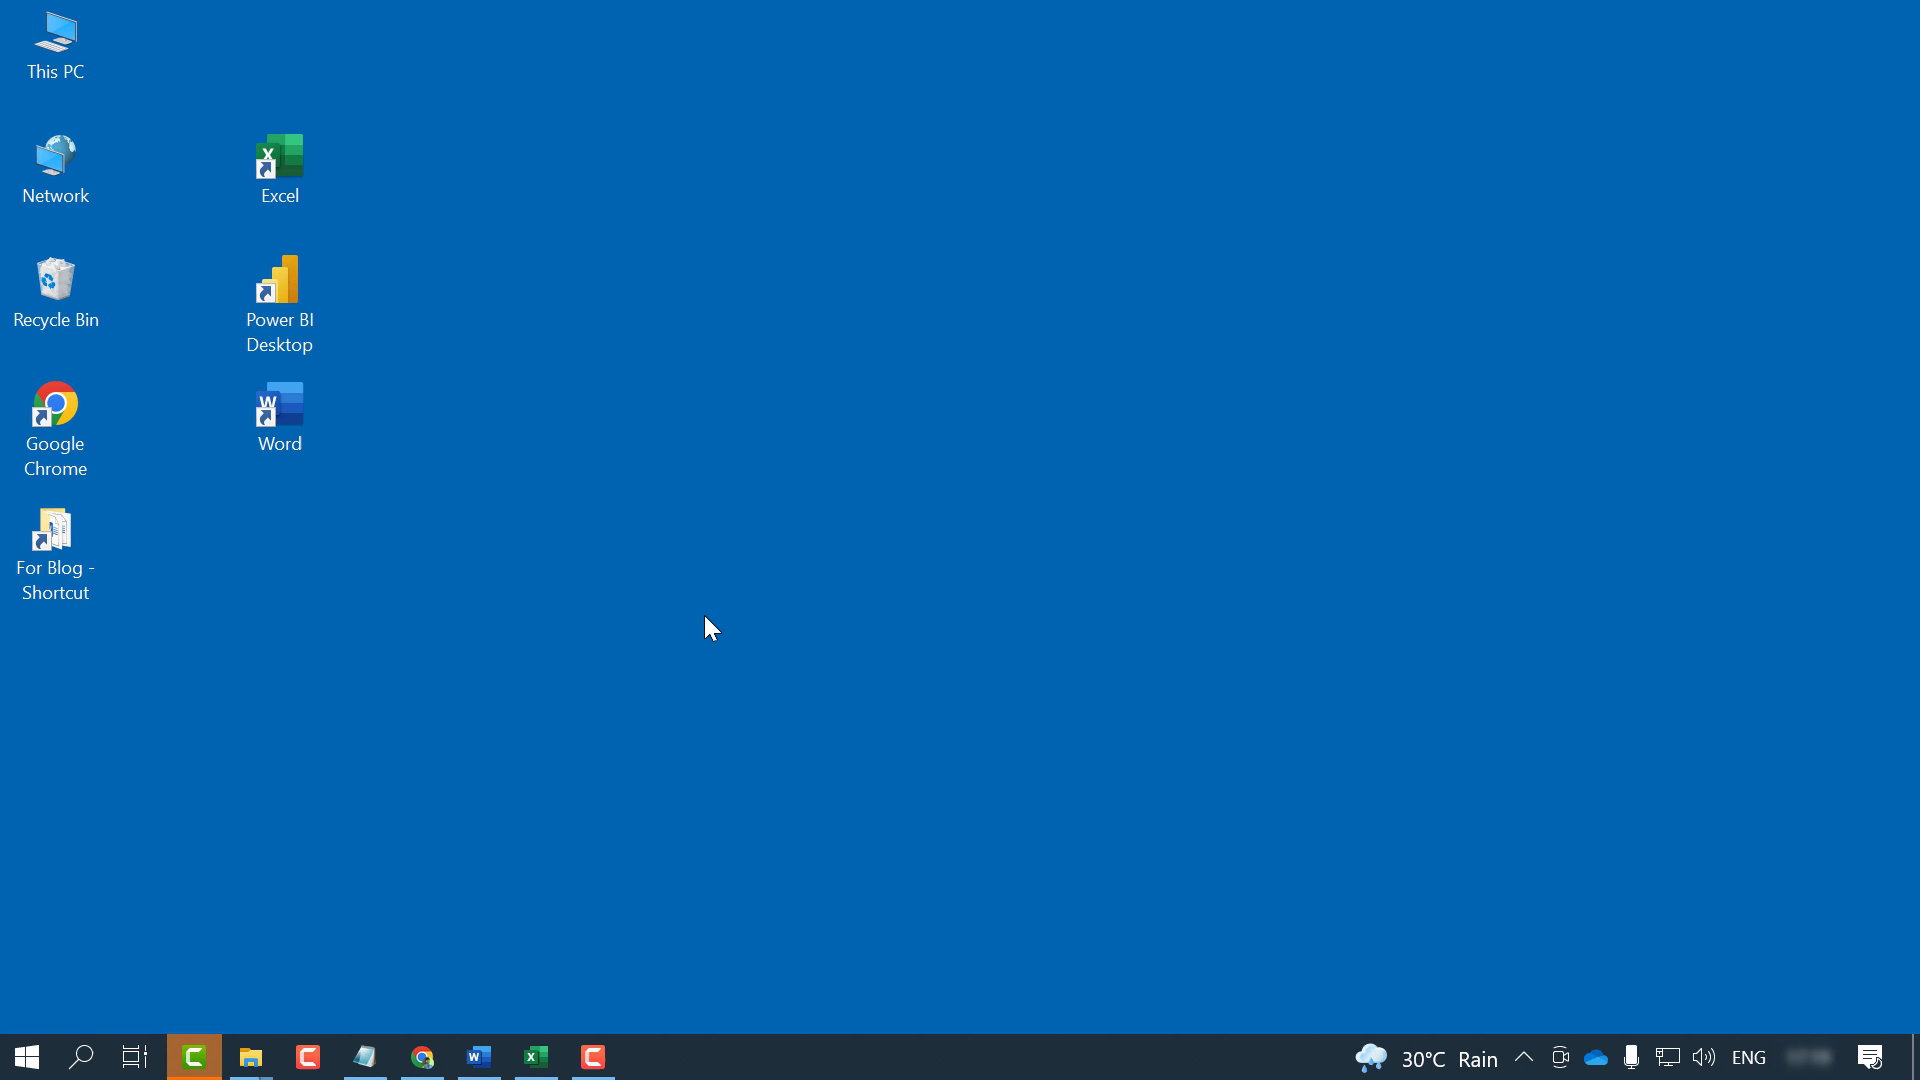 This PC
Network
Excel
Recycle Bin
Power BI
Desktop
Google
Chrome
Word
For Blog -
Shortcut
30°C Rain
ENG